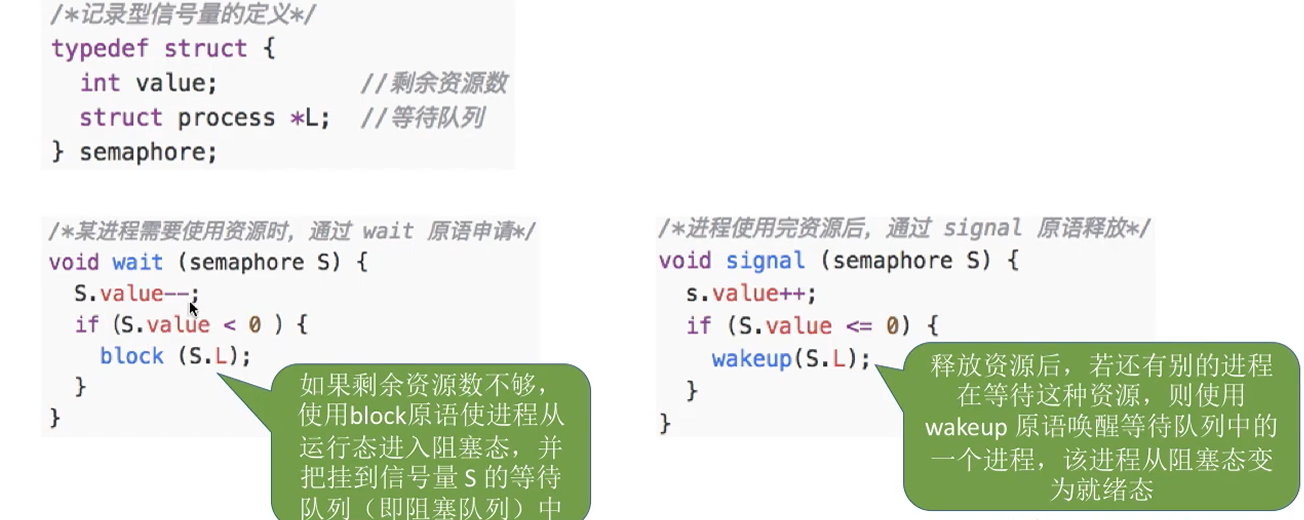 /*记录型信号量的定义*/
typedef struct {
int value; //剩余资源数
struct process *L; //等待队列
} semaphore;
/*某进程需要使用资源时，通过 wait 原语申请*/
void wait (semaphore S) {
S.value--;
if (S.value < 0 ) {
block (S.L);
}
}
如果剩余资源数不够，
使用block原语使进程从
运行态进入阻塞态，并
把挂到信号量 S 的等待
队列（即阻塞队列）中
/*进程使用完资源后，通过 signal 原语释放*/
void signal (semaphore S) {
s.value++;
if (S.value <= 0) {
wakeup(S.L);
}
}
释放资源后，若还有别的进程
在等待这种资源，则使用
wakeup 原语唤醒等待队列中的
一个进程，该进程从阻塞态变
为就绪态